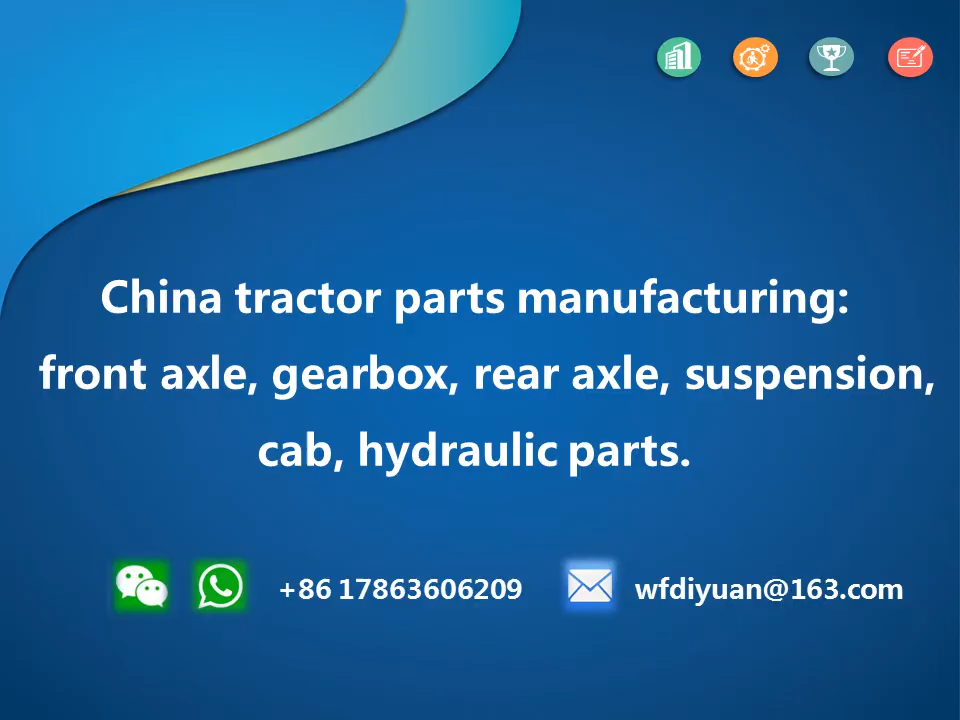 China tractor parts manufacturing:
front axle, gearbox, rear axle, suspension,
cab, hydraulic parts.
+86 17863606209 wfdiyuan@163.com